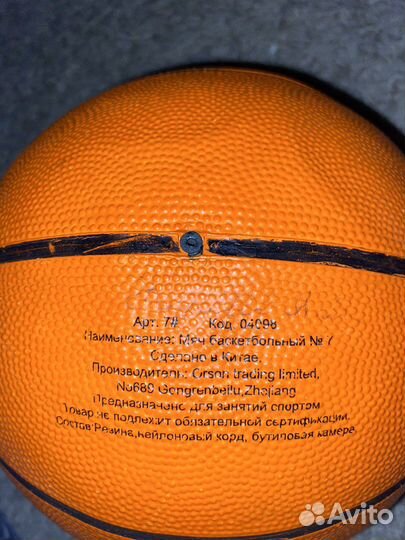 Арт. 7# Код. 04098
Наименование: Мяч баскетбольный № 7
Сделано в Китае.
Производитель: Orson trading limited,
No689 Gongrenbeilu, Zhejiang
Предназначено для занятий спортом
Товар не подлежит обязательной сертификации.
Состав:Резина,нейлоновый корд, бутиловая камера.
Avito